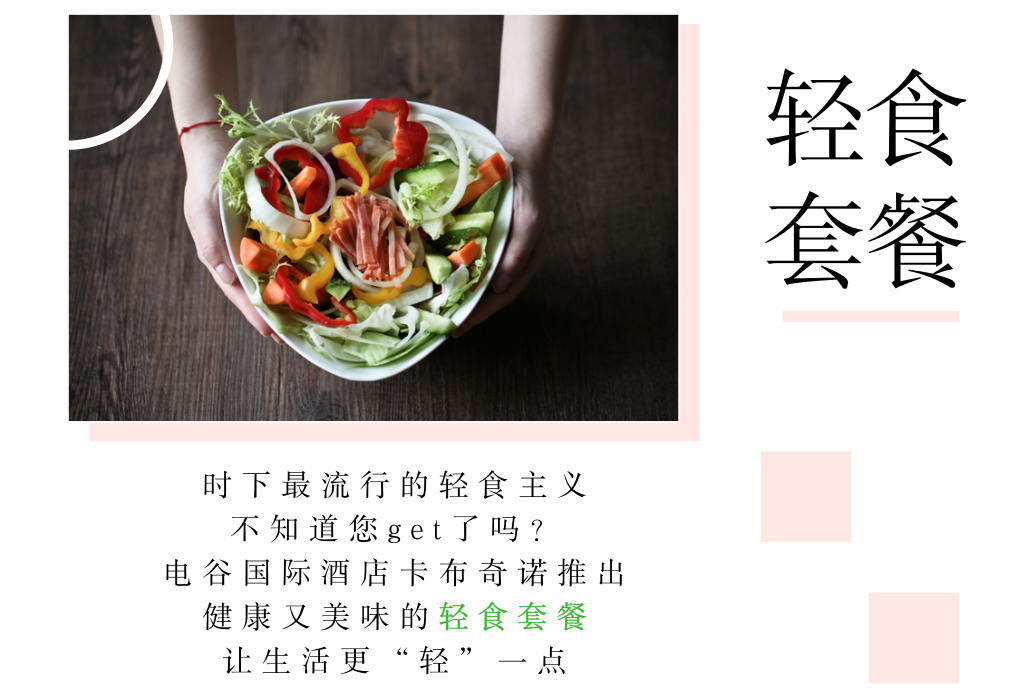 轻食
套餐
时下最流行的轻食主义
不知道您get了吗？
电谷国际酒店卡布奇诺推出
健康又美味的轻食套餐
让生活更“轻”一点